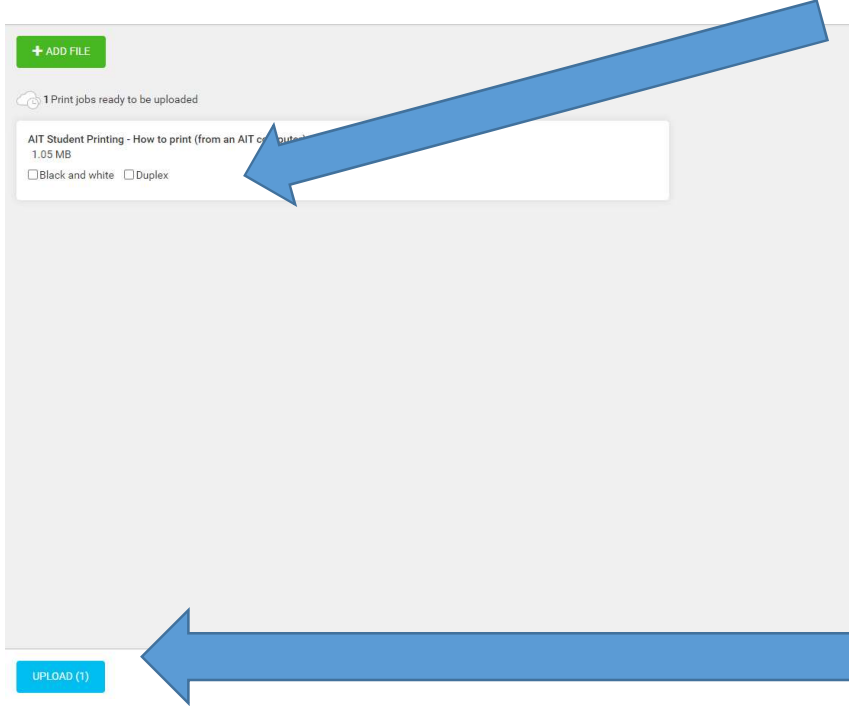 + ADD FILE
1 Print jobs ready to be uploaded
AIT Student Printing - How to print (from an AIT
1.05 MB
Black and white Duplex
UPLOAD (1)